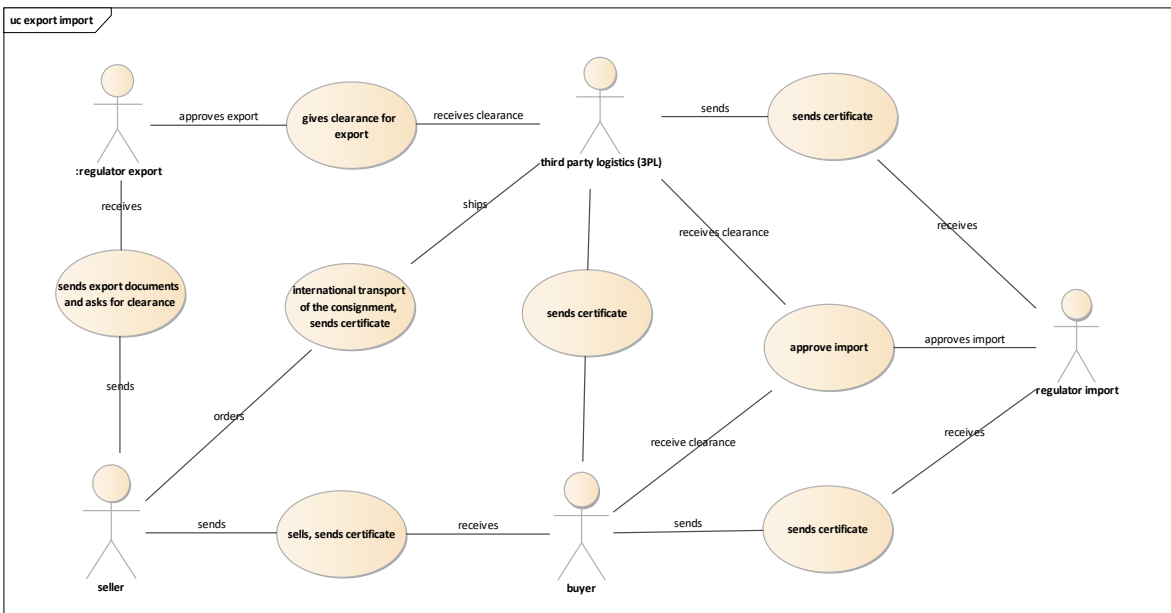 uc export import
approves export
gives clearance for
export
receives clearance
sends
sends certificate
:regulator export
third party logistics (3PL)
receives
ships
receives clearance
receives
sends export documents
and asks for clearance
international transport
of the consignment,
sends certificate
sends certificate
approve import
approves import
regulator import
sends
orders
receive clearance
receives
sends
sells, sends certificate
receives
sends
sends certificate
seller
buyer